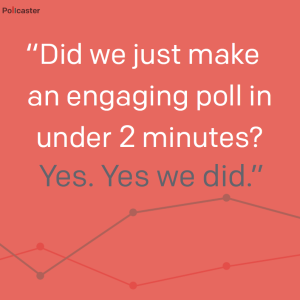 Pollcaster
“Did we just make
an engaging poll in
under 2 minutes?
Yes. Yes we did.”